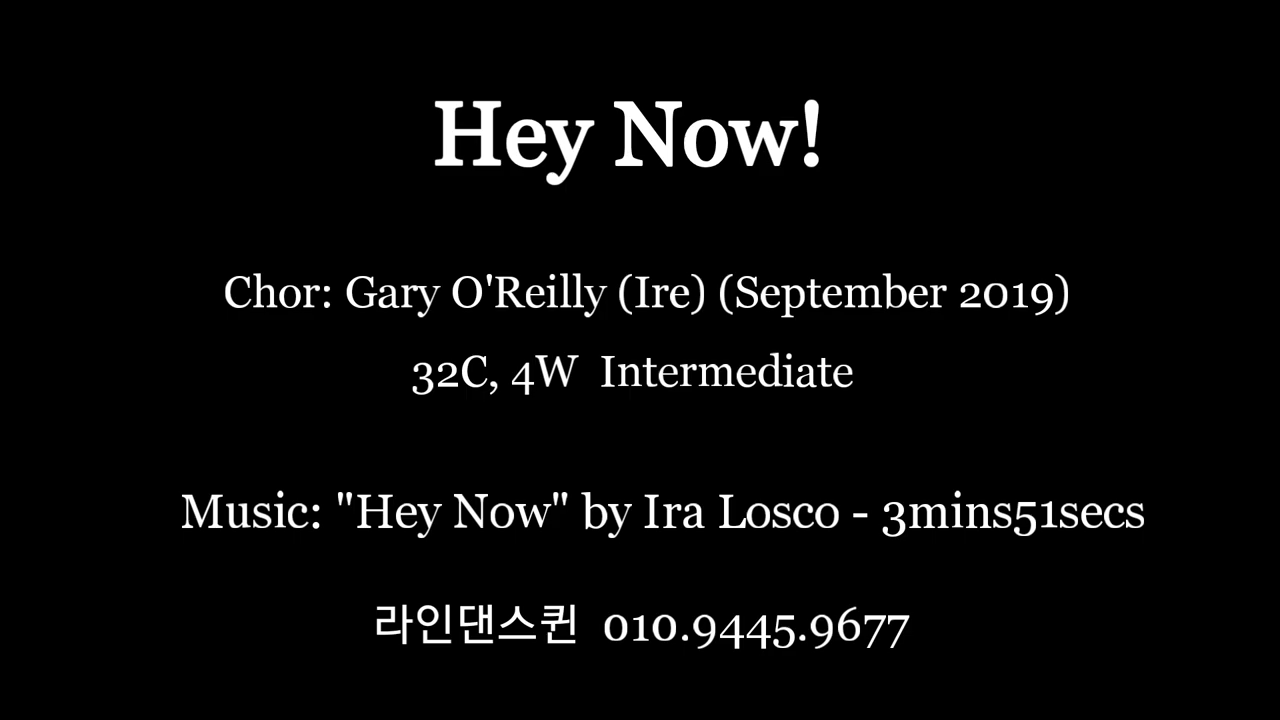 Hey Now!
Chor: Gary O'Reilly (Ire) (September 2019)
32C, 4W  Intermediate
Music: "Hey Now" by Ira Losco - 3mins51secs
라인댄스퀸  010.9445.9677